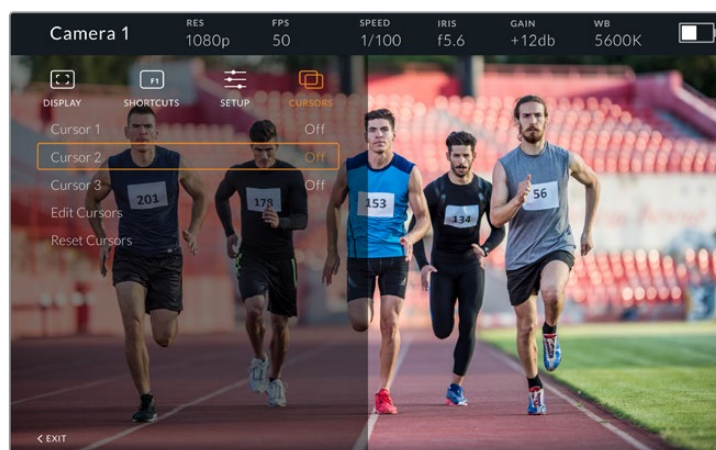 Camera 1
RES
1080p
FPS
50
SPEED
1/100
IRIS
f5.6
GAIN
+12db
WB
5600K
F1
DISPLAY
SHORTCUTS
SETUP
CURSORS
Cursor 1 Off
Cursor 2 Off
Cursor 3 Off
Edit Cursors
Reset Cursors
201
178
153
134
56
< EXIT